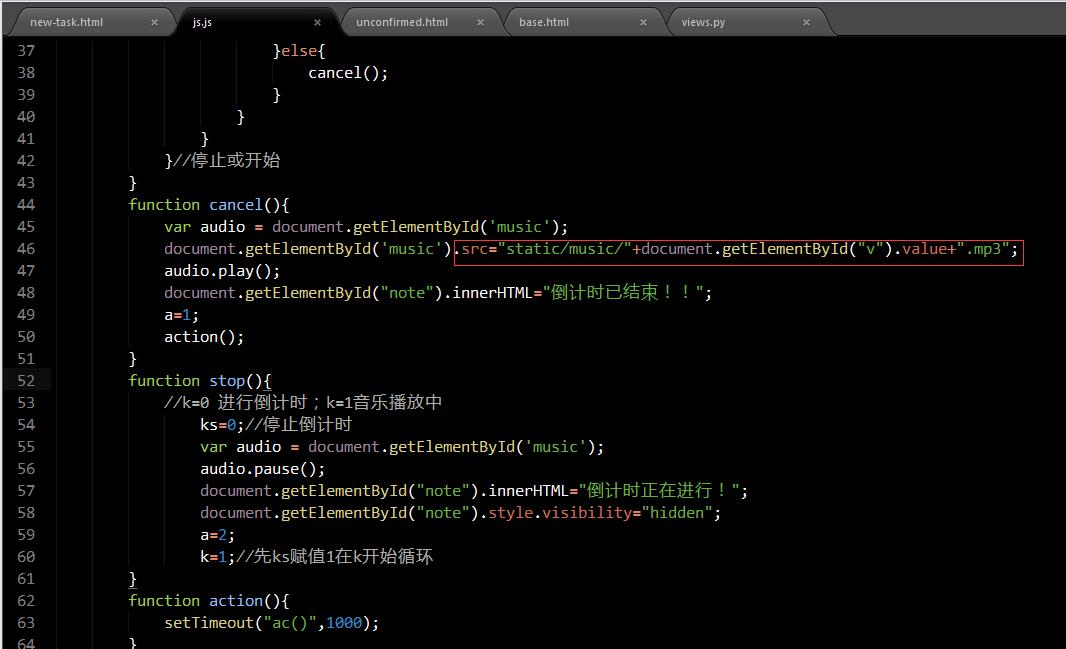 new-task.html × js.js × unconfirmed.html × base.html × views.py ×
37 }else{
38 cancel();
39 }
40 }
41 }
42 }//停止或开始
43 }
44 function cancel(){
45 var audio = document.getElementById('music');
46 document.getElementById('music').src="static/music/"+document.getElementById("v").value+".mp3";
47 audio.play();
48 document.getElementById("note").innerHTML="倒计时已结束！！";
49 a=1;
50 action();
51 }
52 function stop(){
53 //k=0 进行倒计时；k=1音乐播放中
54 ks=0;//停止倒计时
55 var audio = document.getElementById('music');
56 audio.pause();
57 document.getElementById("note").innerHTML="倒计时正在进行！";
58 document.getElementById("note").style.visibility="hidden";
59 a=2;
60 k=1;//先ks赋值1在k开始循环
61 }
62 function action(){
63 setTimeout("ac()",1000);
64 }